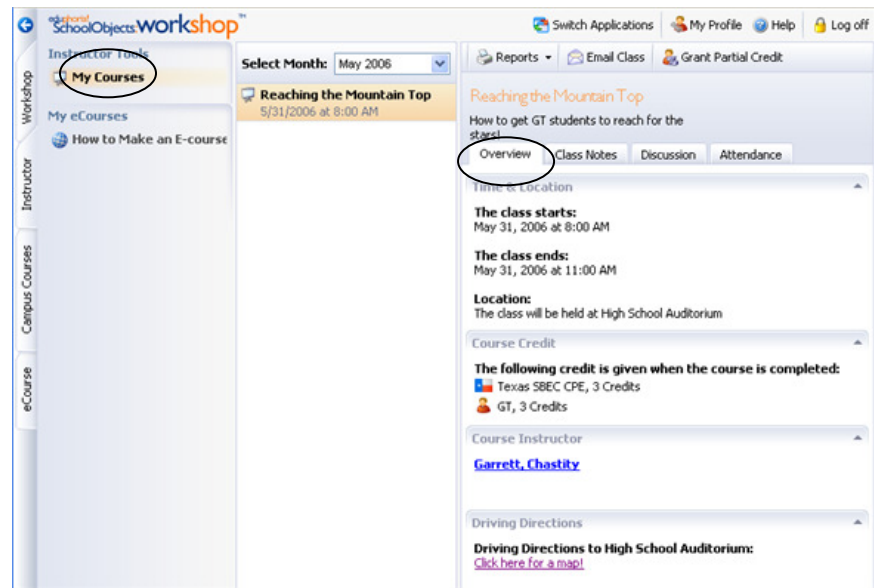 eduphoria!
SchoolObjects:workshop™
Switch Applications
My Profile
Help
Log off
Workshop
Instructor
Campus Courses
eCourse
Instructor Tools
My Courses
My eCourses
How to Make an E-course
Select Month: May 2006
Reaching the Mountain Top
5/31/2006 at 8:00 AM
Reports
Email Class
Grant Partial Credit
Reaching the Mountain Top
How to get GT students to reach for the
stars!
Overview
Class Notes
Discussion
Attendance
Time & Location
The class starts:
May 31, 2006 at 8:00 AM
The class ends:
May 31, 2006 at 11:00 AM
Location:
The class will be held at High School Auditorium
Course Credit
The following credit is given when the course is completed:
Texas SBEC CPE, 3 Credits
GT, 3 Credits
Course Instructor
Garrett, Chastity
Driving Directions
Driving Directions to High School Auditorium:
Click here for a map!